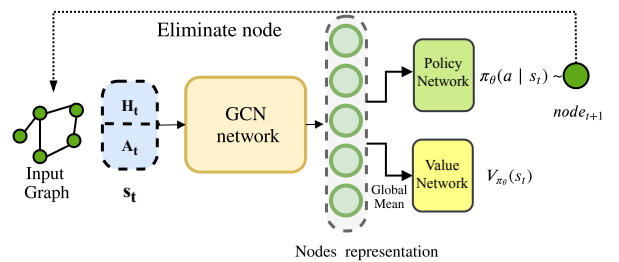 Eliminate node
Input
Graph
H_t
A_t
s_t
GCN
network
Nodes representation
Policy
Network
π_θ(a | s_t) ~
node_{t+1}
Global
Mean
Value
Network
V_{π_θ}(s_t)